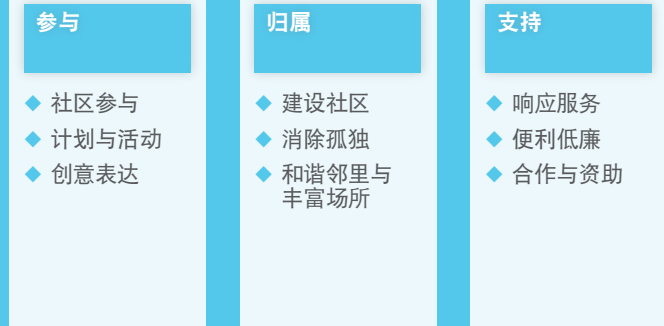 参与
社区参与
计划与活动
创意表达
归属
建设社区
消除孤独
和谐邻里与
丰富场所
支持
响应服务
便利低廉
合作与资助